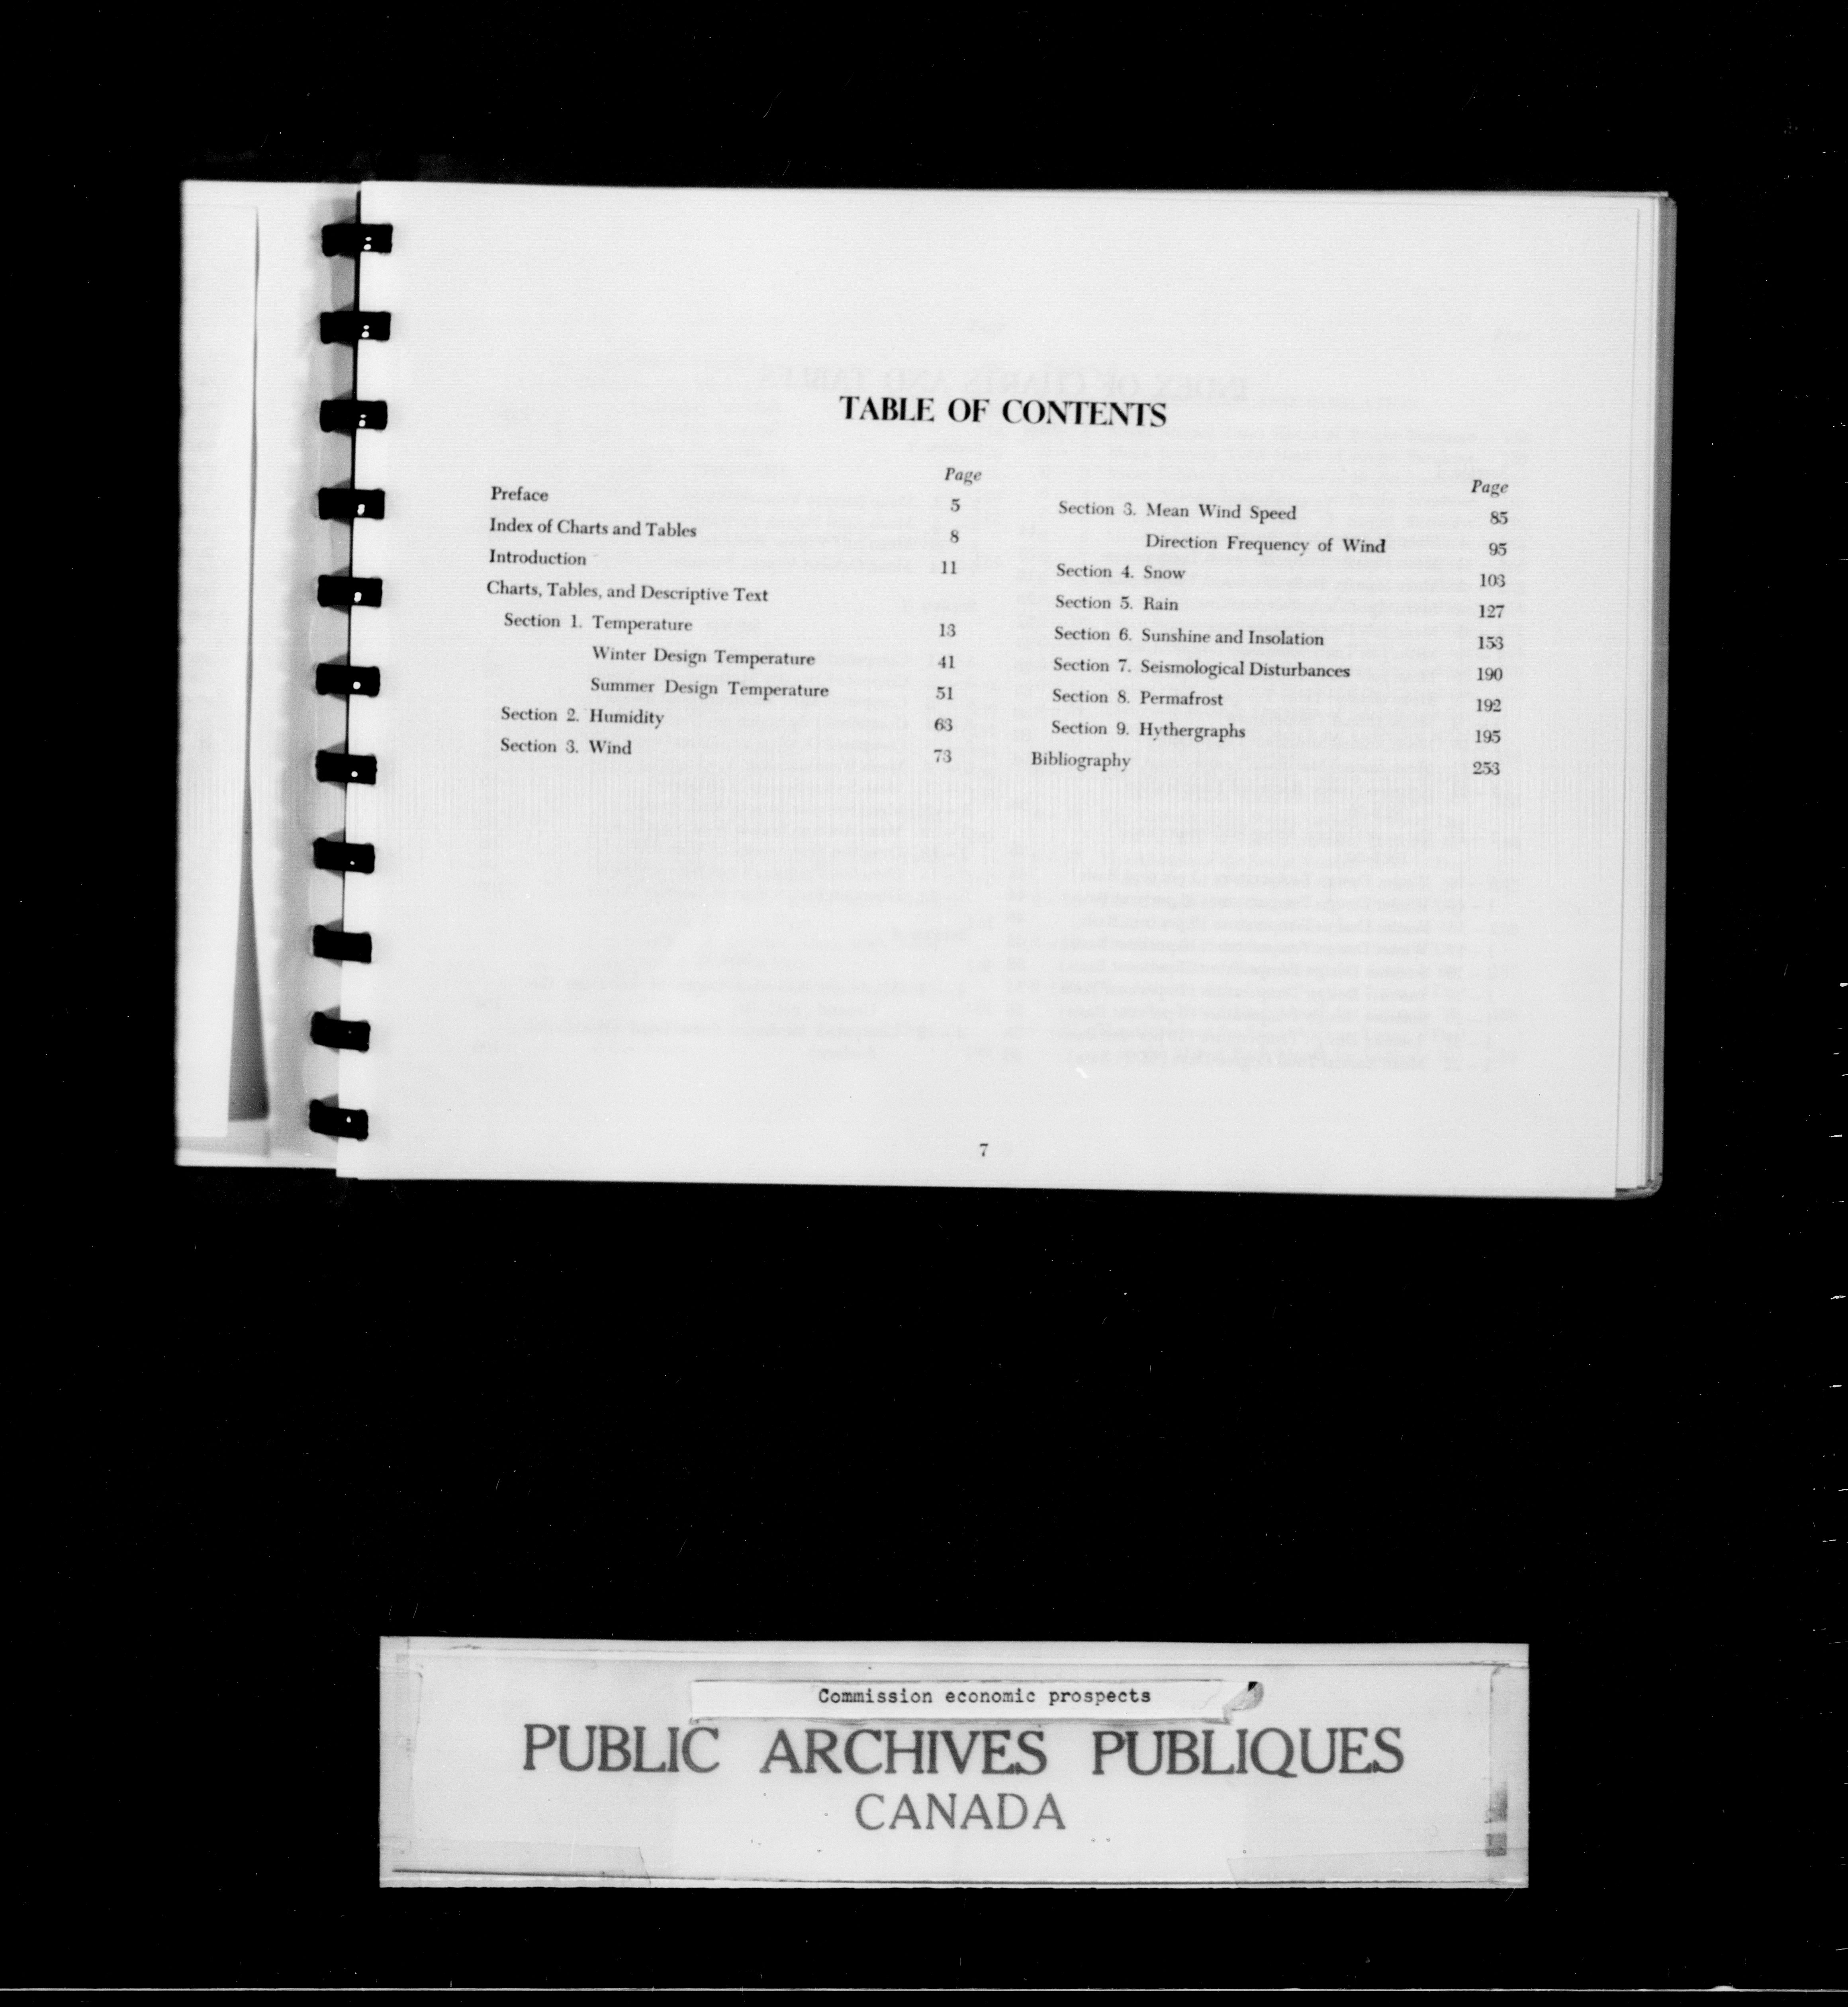 TABLE OF CONTENTS
Page
Preface 5
Index of Charts and Tables 8
Introduction 11
Charts, Tables, and Descriptive Text
Section 1. Temperature 13
Winter Design Temperature 41
Summer Design Temperature 51
Section 2. Humidity 63
Section 3. Wind 73
Page
Section 3. Mean Wind Speed 85
Direction Frequency of Wind 95
Section 4. Snow 103
Section 5. Rain 127
Section 6. Sunshine and Insolation 153
Section 7. Seismological Disturbances 190
Section 8. Permafrost 192
Section 9. Hythergraphs 195
Bibliography 253
7
Commission economic prospects
PUBLIC ARCHIVES PUBLIQUES
CANADA